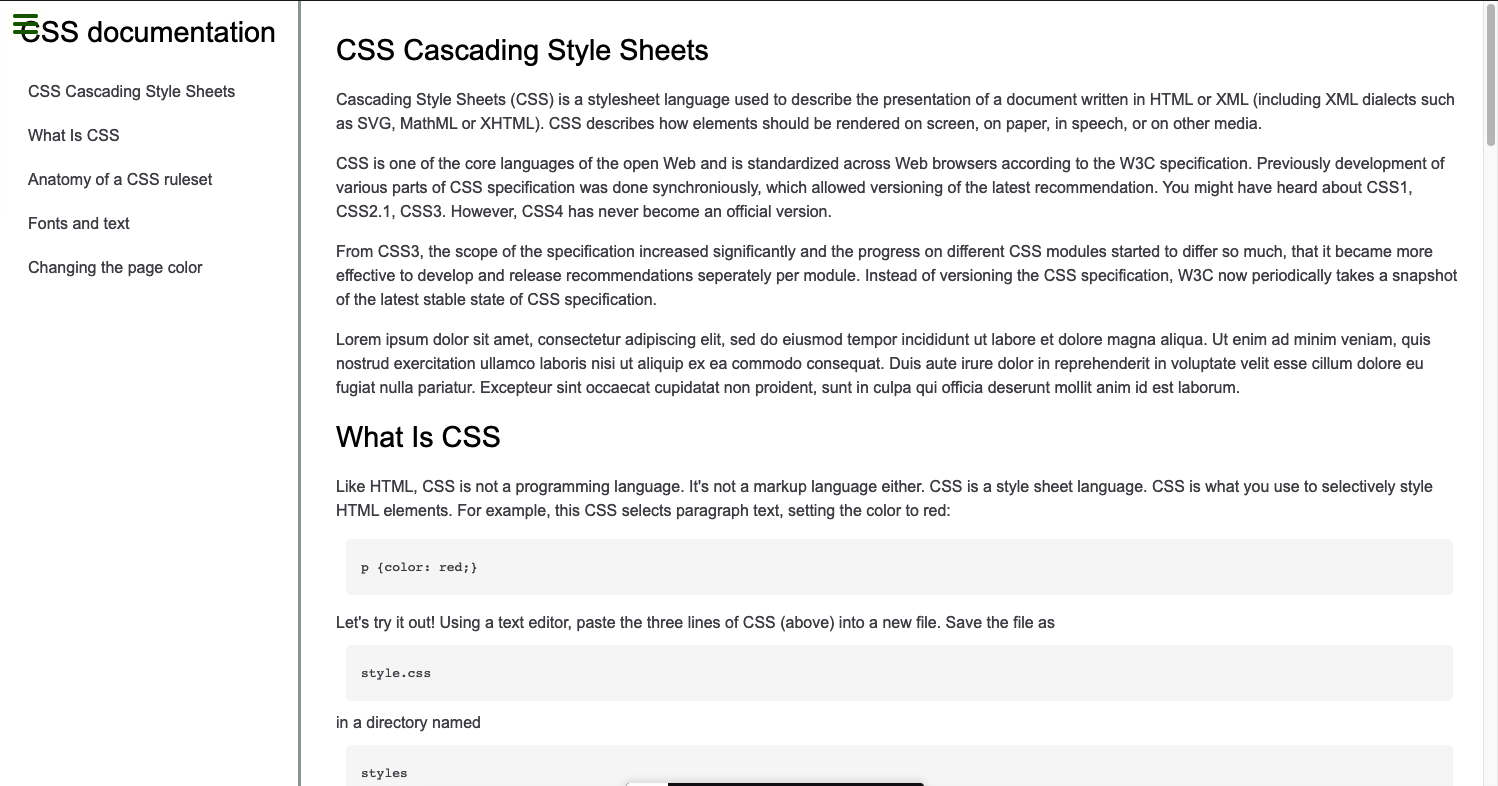 CSS documentation
CSS Cascading Style Sheets
What Is CSS
Anatomy of a CSS ruleset
Fonts and text
Changing the page color
CSS Cascading Style Sheets
Cascading Style Sheets (CSS) is a stylesheet language used to describe the presentation of a document written in HTML or XML (including XML dialects such
as SVG, MathML or XHTML). CSS describes how elements should be rendered on screen, on paper, in speech, or on other media.
CSS is one of the core languages of the open Web and is standardized across Web browsers according to the W3C specification. Previously development of
various parts of CSS specification was done synchroniously, which allowed versioning of the latest recommendation. You might have heard about CSS1,
CSS2.1, CSS3. However, CSS4 has never become an official version.
From CSS3, the scope of the specification increased significantly and the progress on different CSS modules started to differ so much, that it became more
effective to develop and release recommendations seperately per module. Instead of versioning the CSS specification, W3C now periodically takes a snapshot
of the latest stable state of CSS specification.
Lorem ipsum dolor sit amet, consectetur adipiscing elit, sed do eiusmod tempor incididunt ut labore et dolore magna aliqua. Ut enim ad minim veniam, quis
nostrud exercitation ullamco laboris nisi ut aliquip ex ea commodo consequat. Duis aute irure dolor in reprehenderit in voluptate velit esse cillum dolore eu
fugiat nulla pariatur. Excepteur sint occaecat cupidatat non proident, sunt in culpa qui officia deserunt mollit anim id est laborum.
What Is CSS
Like HTML, CSS is not a programming language. It's not a markup language either. CSS is a style sheet language. CSS is what you use to selectively style
HTML elements. For example, this CSS selects paragraph text, setting the color to red:
p {color: red;}
Let's try it out! Using a text editor, paste the three lines of CSS (above) into a new file. Save the file as
style.css
in a directory named
styles